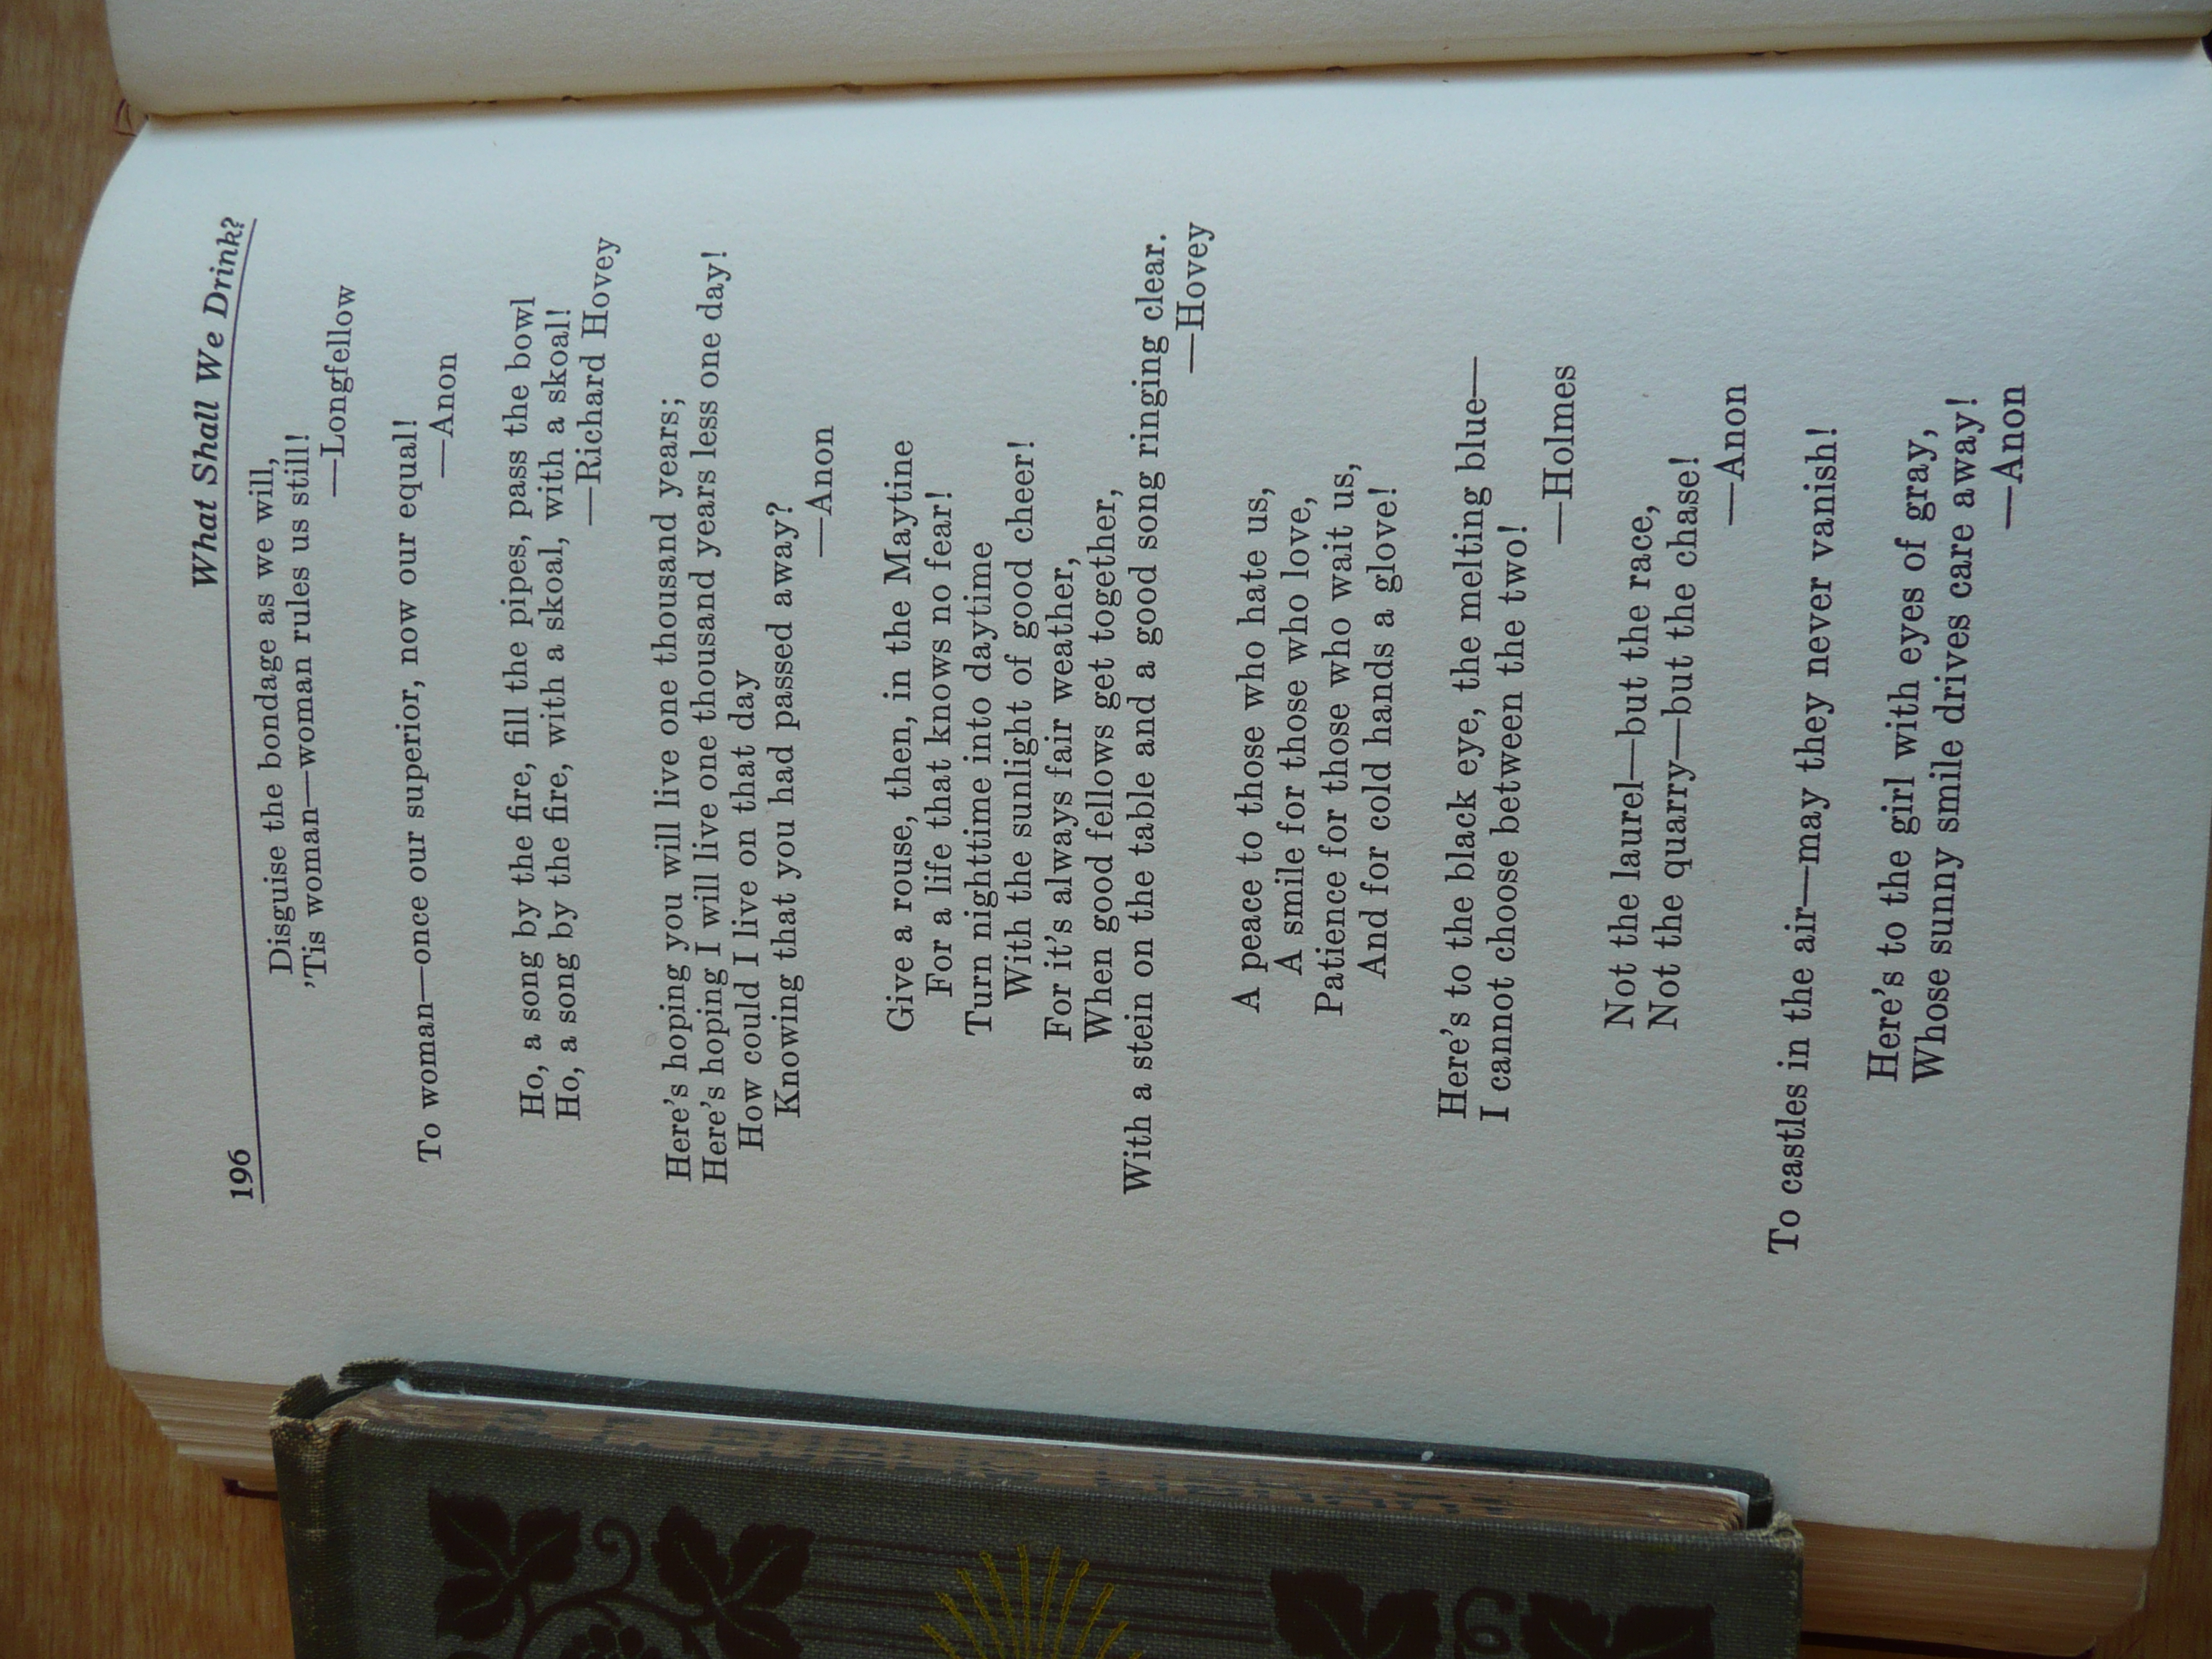 196 What Shall We Drink?
Disguise the bondage as we will,
'Tis woman—woman rules us still!
—Longfellow
To woman—once our superior, now our equal!
—Anon
Ho, a song by the fire, fill the pipes, pass the bowl
Ho, a song by the fire, with a skoal, with a skoal!
—Richard Hovey
Here's hoping you will live one thousand years;
Here's hoping I will live one thousand years less one day!
How could I live on that day
Knowing that you had passed away?
—Anon
Give a rouse, then, in the Maytine
For a life that knows no fear!
Turn nighttime into daytime
With the sunlight of good cheer!
For it's always fair weather,
When good fellows get together,
With a stein on the table and a good song ringing clear.
—Hovey
A peace to those who hate us,
A smile for those who love,
Patience for those who wait us,
And for cold hands a glove!
Here's to the black eye, the melting blue—
I cannot choose between the two!
—Holmes
Not the laurel—but the race,
Not the quarry—but the chase!
—Anon
To castles in the air—may they never vanish!
Here's to the girl with eyes of gray,
Whose sunny smile drives care away!
—Anon